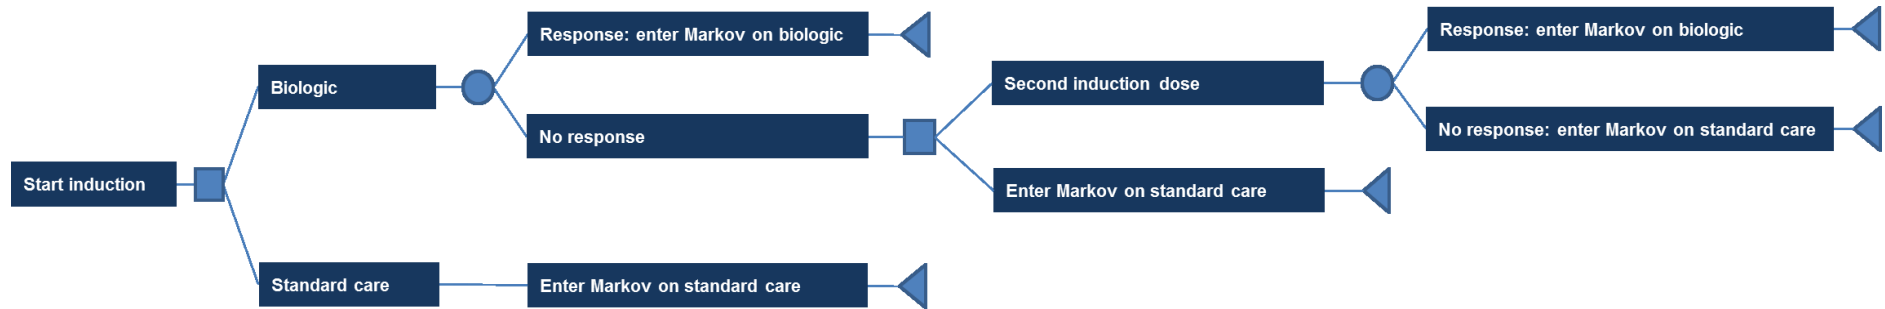 Start induction
Biologic
Response: enter Markov on biologic
No response
Second induction dose
Response: enter Markov on biologic
No response: enter Markov on standard care
Enter Markov on standard care
Standard care
Enter Markov on standard care